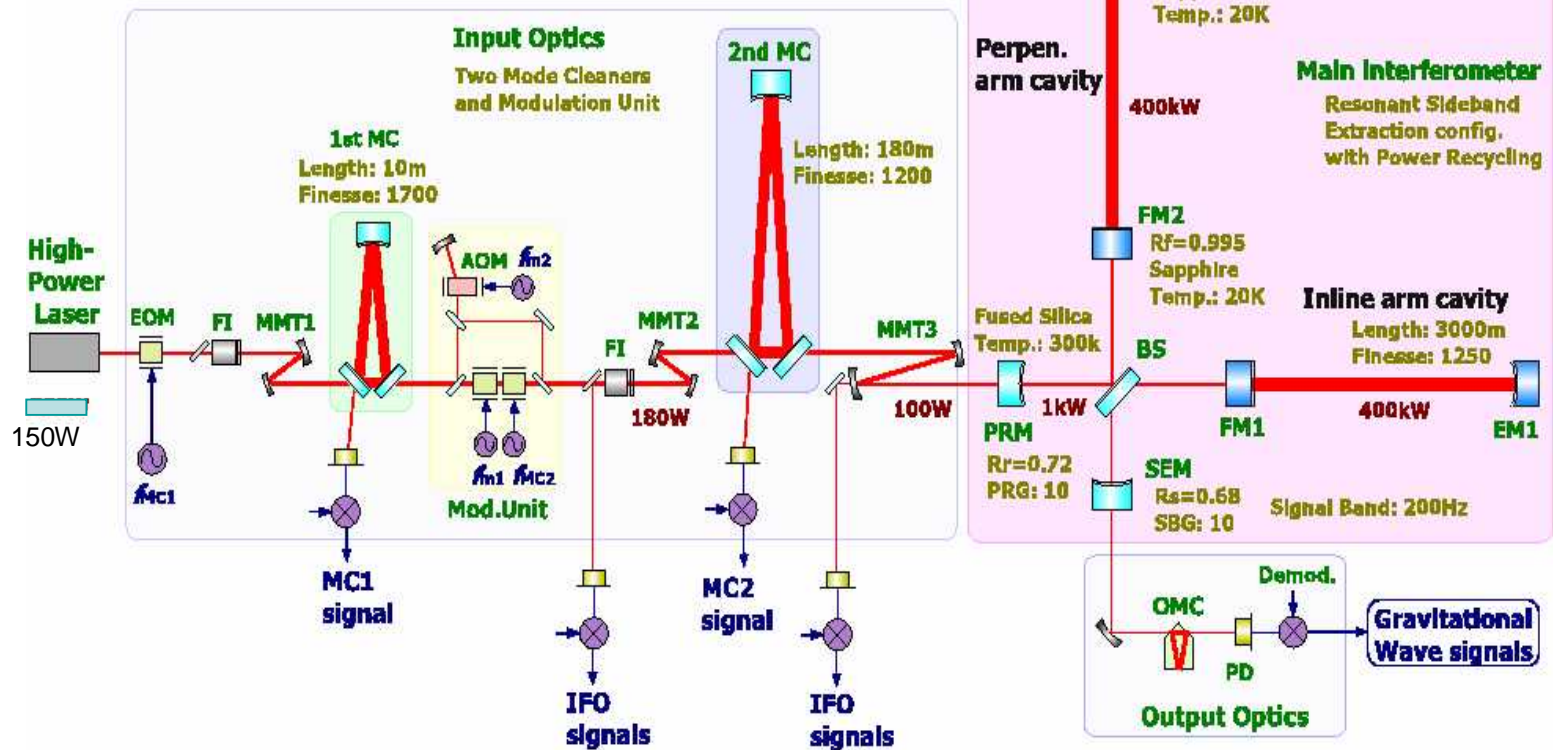 Input Optics
Two Mode Cleaners
and Modulation Unit
2nd MC
Length: 180m
Finesse: 1200
1st MC
Length: 10m
Finesse: 1700
High-
Power
Laser
150W
EOM
FI
MMT1
AOM
fm2
fMC1
fm1
fMC2
Mod.Unit
FI
MMT2
180W
MMT3
100W
MC1
signal
IFO
signals
MC2
signal
IFO
signals
Temp.: 20K
Perpen.
arm cavity
400kW
Main Interferometer
Resonant Sideband
Extraction config.
with Power Recycling
FM2
Rf=0.995
Sapphire
Temp.: 20K
Inline arm cavity
Length: 3000m
Finesse: 1250
Fused Silica
Temp.: 300k
BS
PRM
1kW
FM1
400kW
EM1
Rr=0.72
PRG: 10
SEM
Rs=0.68
SBG: 10
Signal Band: 200Hz
OMC
Demod.
PD
Gravitational
Wave signals
Output Optics